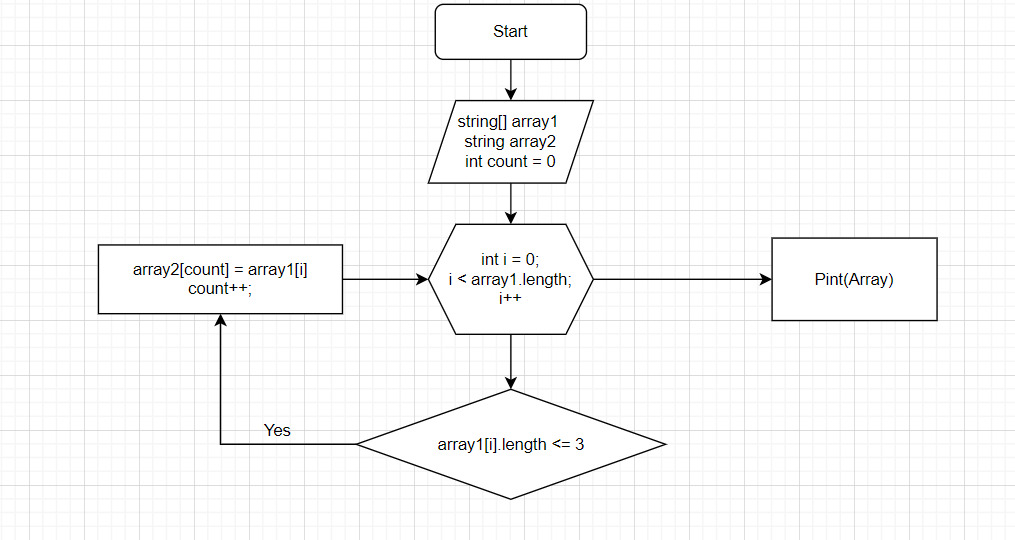 Start
string[] array1
string array2
int count = 0
int i = 0;
i < array1.length;
i++
array2[count] = array1[i]
count++;
Pint(Array)
Yes
array1[i].length <= 3